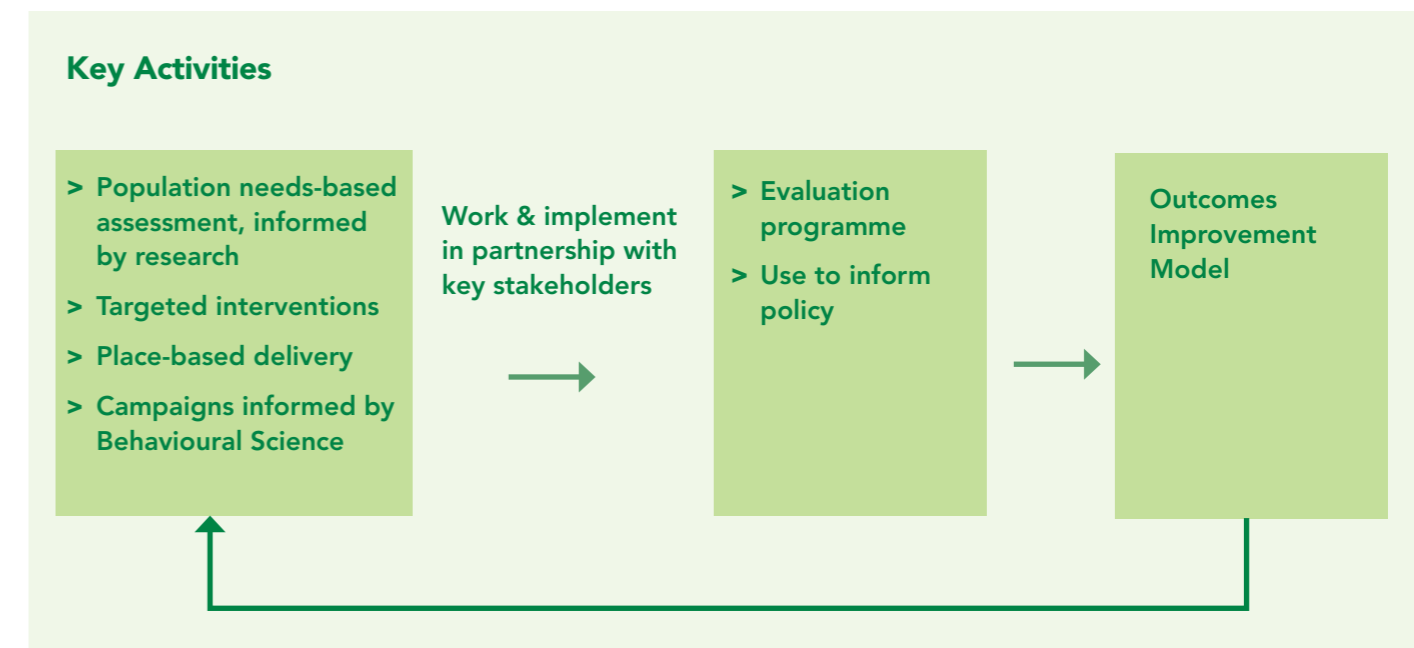 Key Activities
> Population needs-based
assessment, informed
by research
> Targeted interventions
> Place-based delivery
> Campaigns informed by
Behavioural Science
Work & implement
in partnership with
key stakeholders
> Evaluation
programme
> Use to inform
policy
Outcomes
Improvement
Model